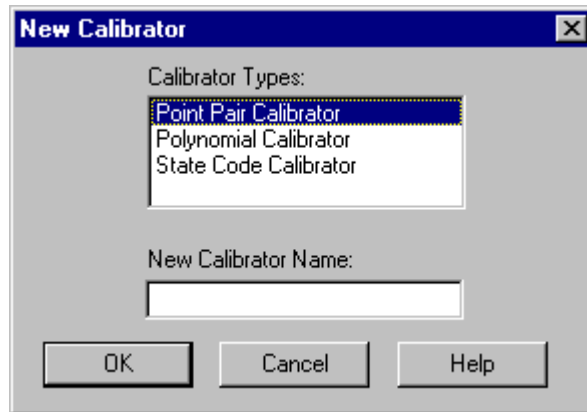 New Calibrator
Calibrator Types:
Point Pair Calibrator
Polynomial Calibrator
State Code Calibrator
New Calibrator Name:
OK Cancel Help